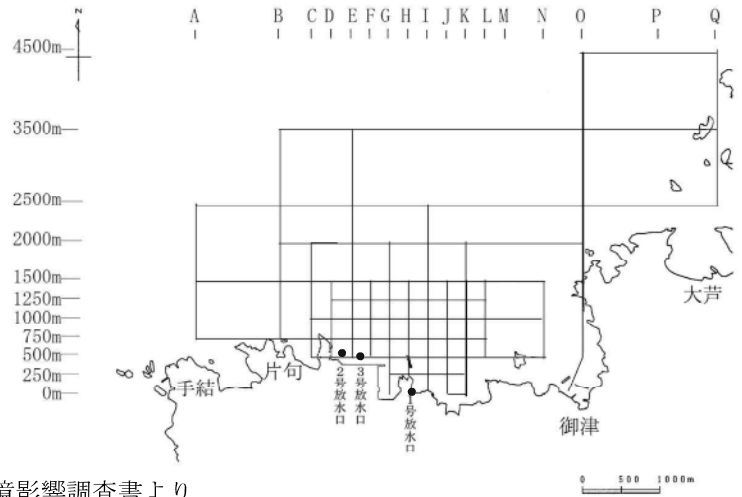 A B C D E F G H I J K L M N O P Q
N
4500m
3500m
2500m
2000m
1500m
1250m
1000m
750m
500m
250m
0m
手結
片句
2号放水口
3号放水口
1号放水口
御津
大芦
0 500 1000m
境影響調査書より